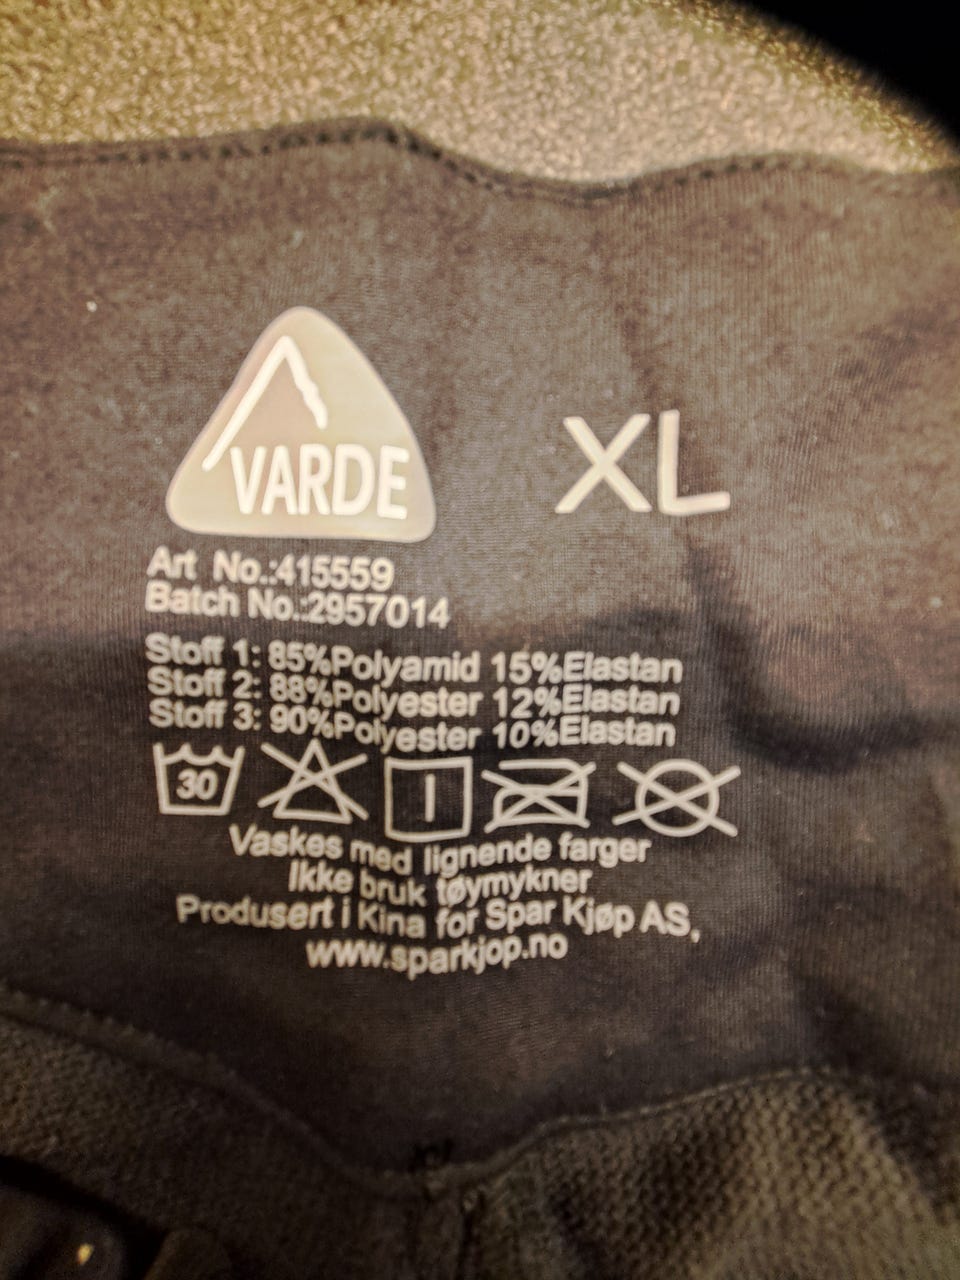 VARDE
XL
Art No.:415559
Batch No.:2957014
Stoff 1: 85%Polyamid 15%Elastan
Stoff 2: 88%Polyester 12%Elastan
Stoff 3: 90%Polyester 10%Elastan
30
Vaskes med lignende farger
Ikke bruk tøymykner
Produsert i Kina for Spar Kjøp AS,
www.sparkjop.no